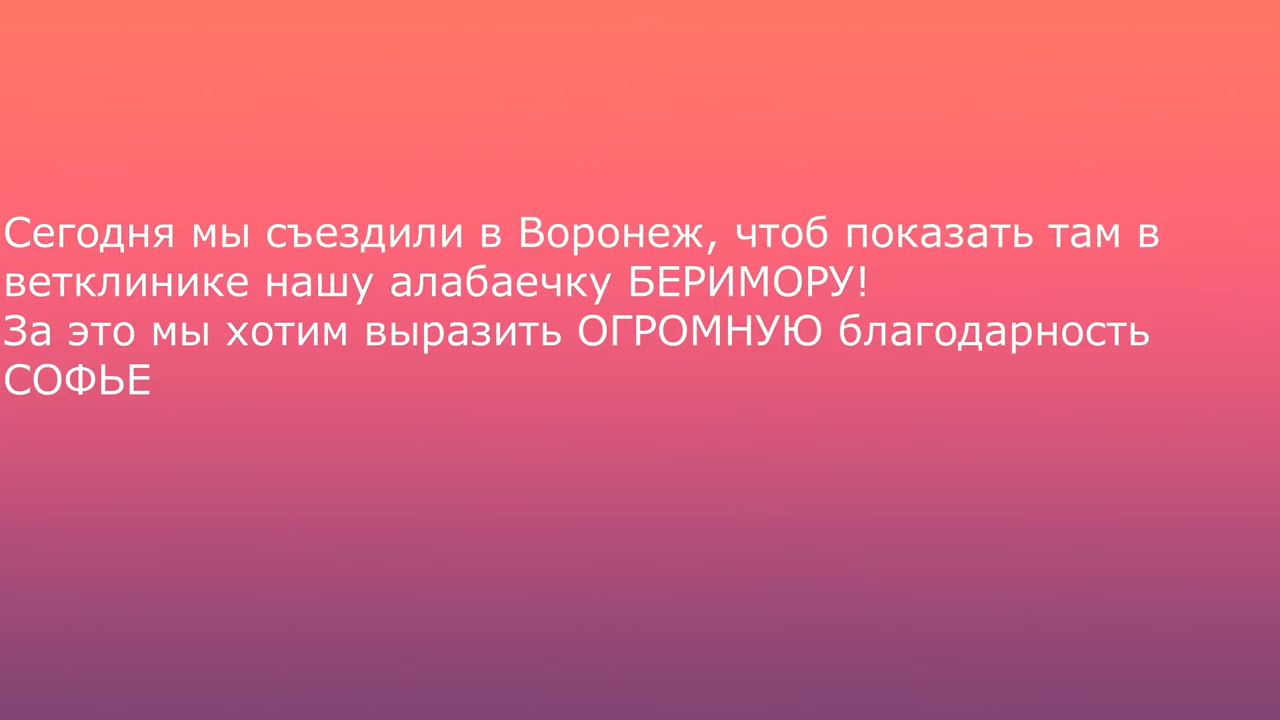 Сегодня мы съездили в Воронеж, чтоб показать там в
ветклинике нашу алабаечку БЕРИМОРУ!
За это мы хотим выразить ОГРОМНУЮ благодарность
СОФЬЕ